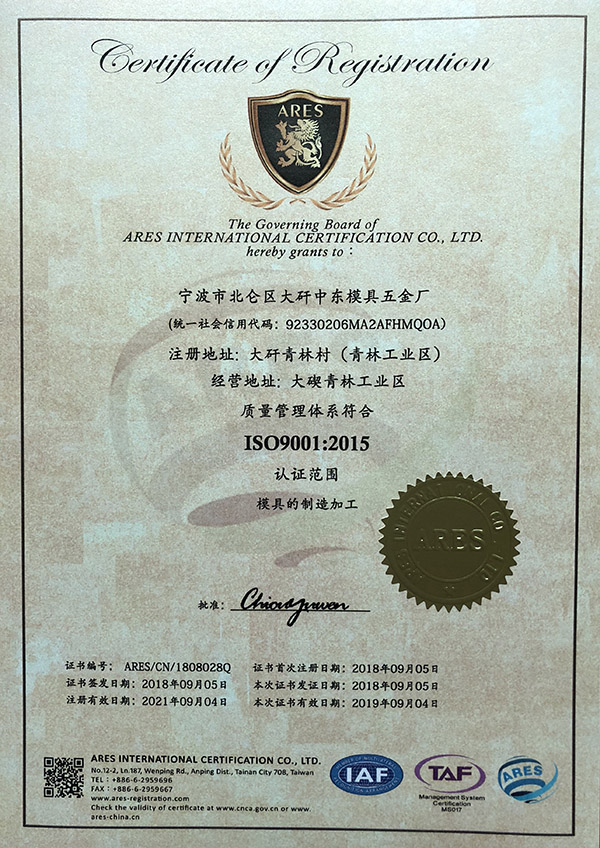 Certificate of Registration
ARES
The Governing Board of
ARES INTERNATIONAL CERTIFICATION CO., LTD.
hereby grants to：
宁波市北仑区大矸中东模具五金厂
(统一社会信用代码：92330206MA2AFHMQ0A)
注册地址：大矸青林村（青林工业区）
经营地址：大碶青林工业区
质量管理体系符合
ISO9001:2015
认证范围
模具的制造加工
ARES INTERNATIONAL CO., LTD
ARES
批准：
证书编号： ARES/CN/1808028Q
证书签发日期：2018年09月05日
注册有效日期：2021年09月04日
证书首次注册日期：2018年09月05日
本次证书发证日期：2018年09月05日
本次证书有效日期：2019年09月04日
ARES INTERNATIONAL CERTIFICATION CO., LTD.
No.12-2, Ln.187, Wenping Rd., Anping Dist., Tainan City 708, Taiwan
TEL：+886-6-2959696
FAX：+886-6-2959667
www.ares-registration.com
Check the validity of certificate at www.cnca.gov.cn or www.
ares-china.cn
IAF
TAF
Management System
Certification
MS017
ARES